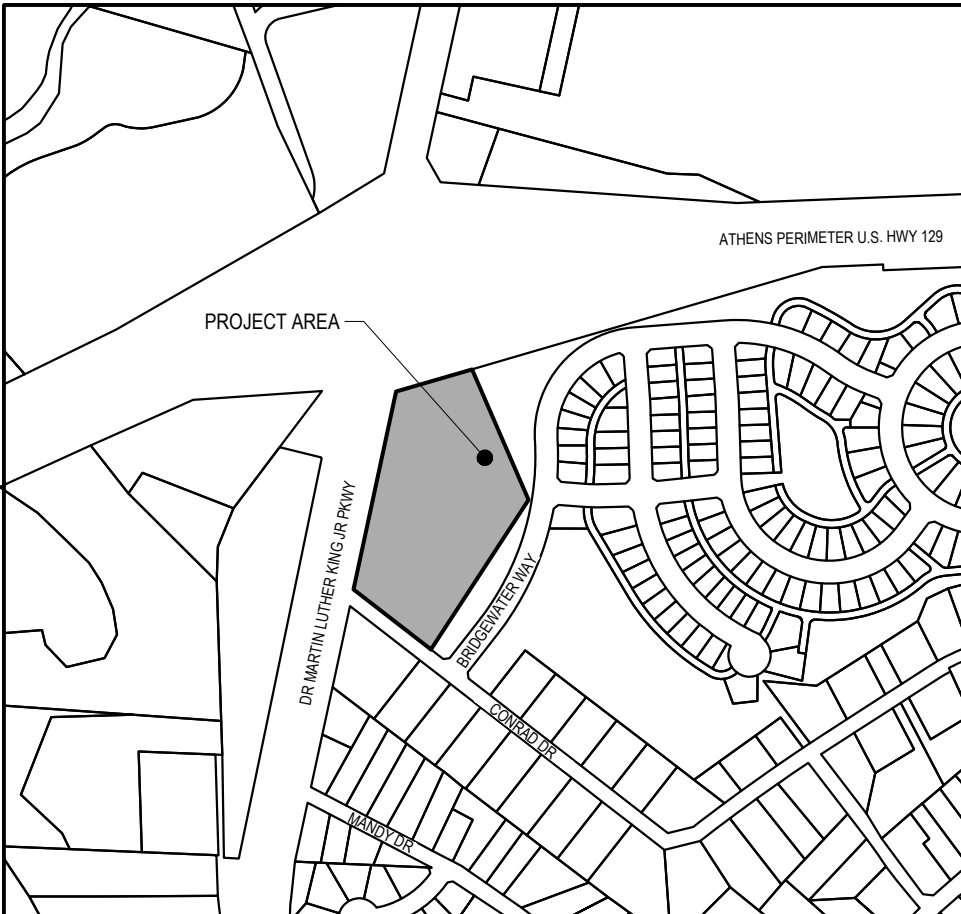 ATHENS PERIMETER U.S. HWY 129
PROJECT AREA
DR MARTIN LUTHER KING JR PKWY
BRIDGEWATER WAY
CONRAD DR
MANDY DR